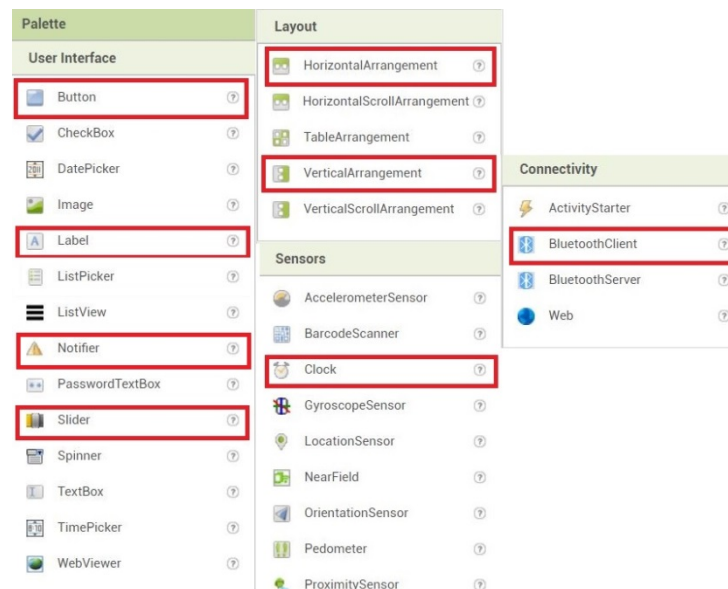 Palette
User Interface
Button
CheckBox
DatePicker
Image
Label
ListPicker
ListView
Notifier
PasswordTextBox
Slider
Spinner
TextBox
TimePicker
WebViewer
Layout
HorizontalArrangement
HorizontalScrollArrangement
TableArrangement
VerticalArrangement
VerticalScrollArrangement
Sensors
AccelerometerSensor
BarcodeScanner
Clock
GyroscopeSensor
LocationSensor
NearField
OrientationSensor
Pedometer
ProximitySensor
Connectivity
ActivityStarter
BluetoothClient
BluetoothServer
Web